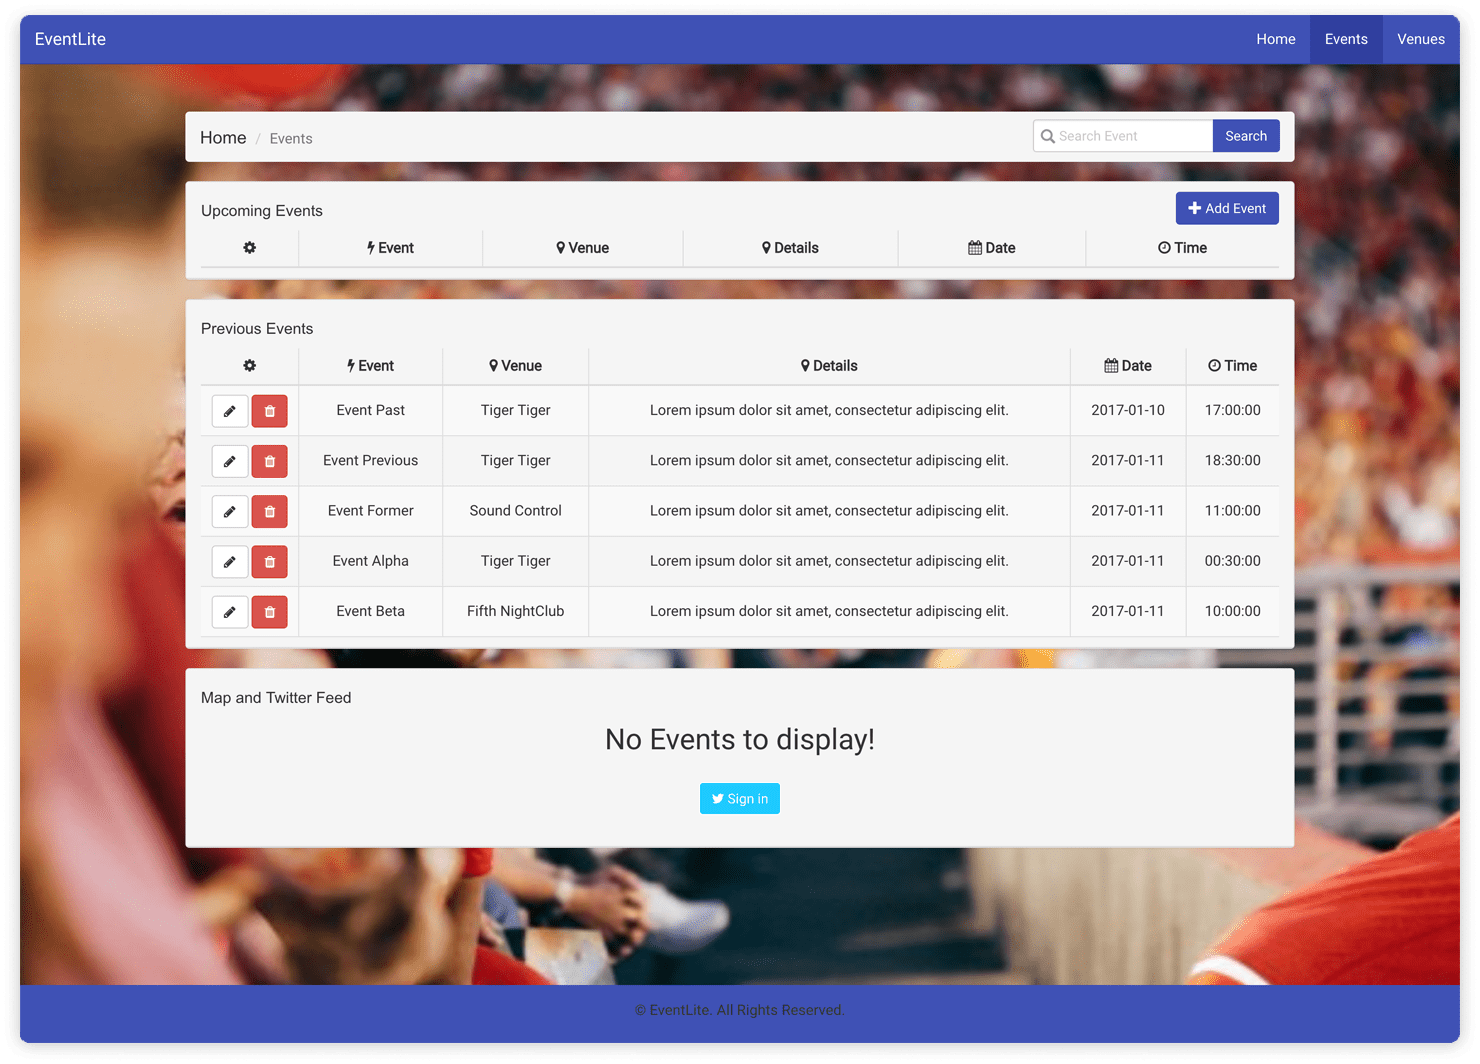 EventLite Home Events Venues
Home / Events Search Event Search
Upcoming Events Add Event
Event Venue Details Date Time
Previous Events
Event Venue Details Date Time
Event Past Tiger Tiger Lorem ipsum dolor sit amet, consectetur adipiscing elit. 2017-01-10 17:00:00
Event Previous Tiger Tiger Lorem ipsum dolor sit amet, consectetur adipiscing elit. 2017-01-11 18:30:00
Event Former Sound Control Lorem ipsum dolor sit amet, consectetur adipiscing elit. 2017-01-11 11:00:00
Event Alpha Tiger Tiger Lorem ipsum dolor sit amet, consectetur adipiscing elit. 2017-01-11 00:30:00
Event Beta Fifth NightClub Lorem ipsum dolor sit amet, consectetur adipiscing elit. 2017-01-11 10:00:00
Map and Twitter Feed
No Events to display!
Sign in
© EventLite. All Rights Reserved.